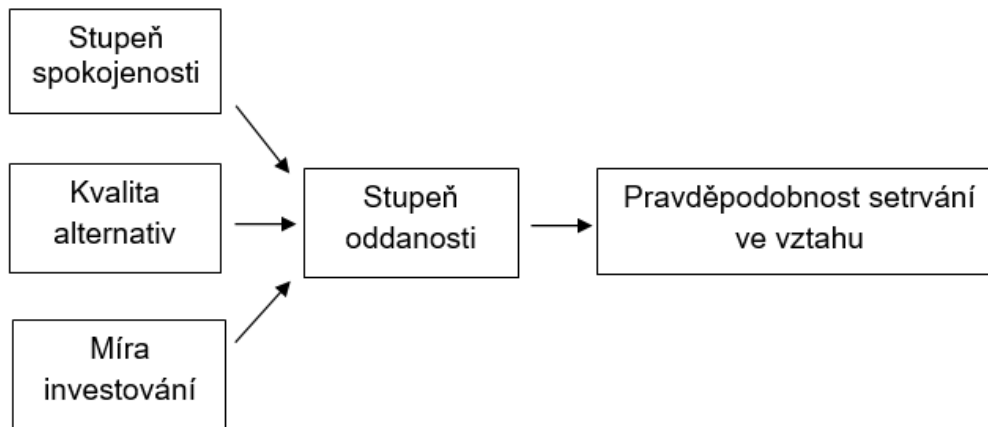 Stupeň
spokojenosti
Kvalita
alternativ
Míra
investování
Stupeň
oddanosti
Pravděpodobnost setrvání
ve vztahu